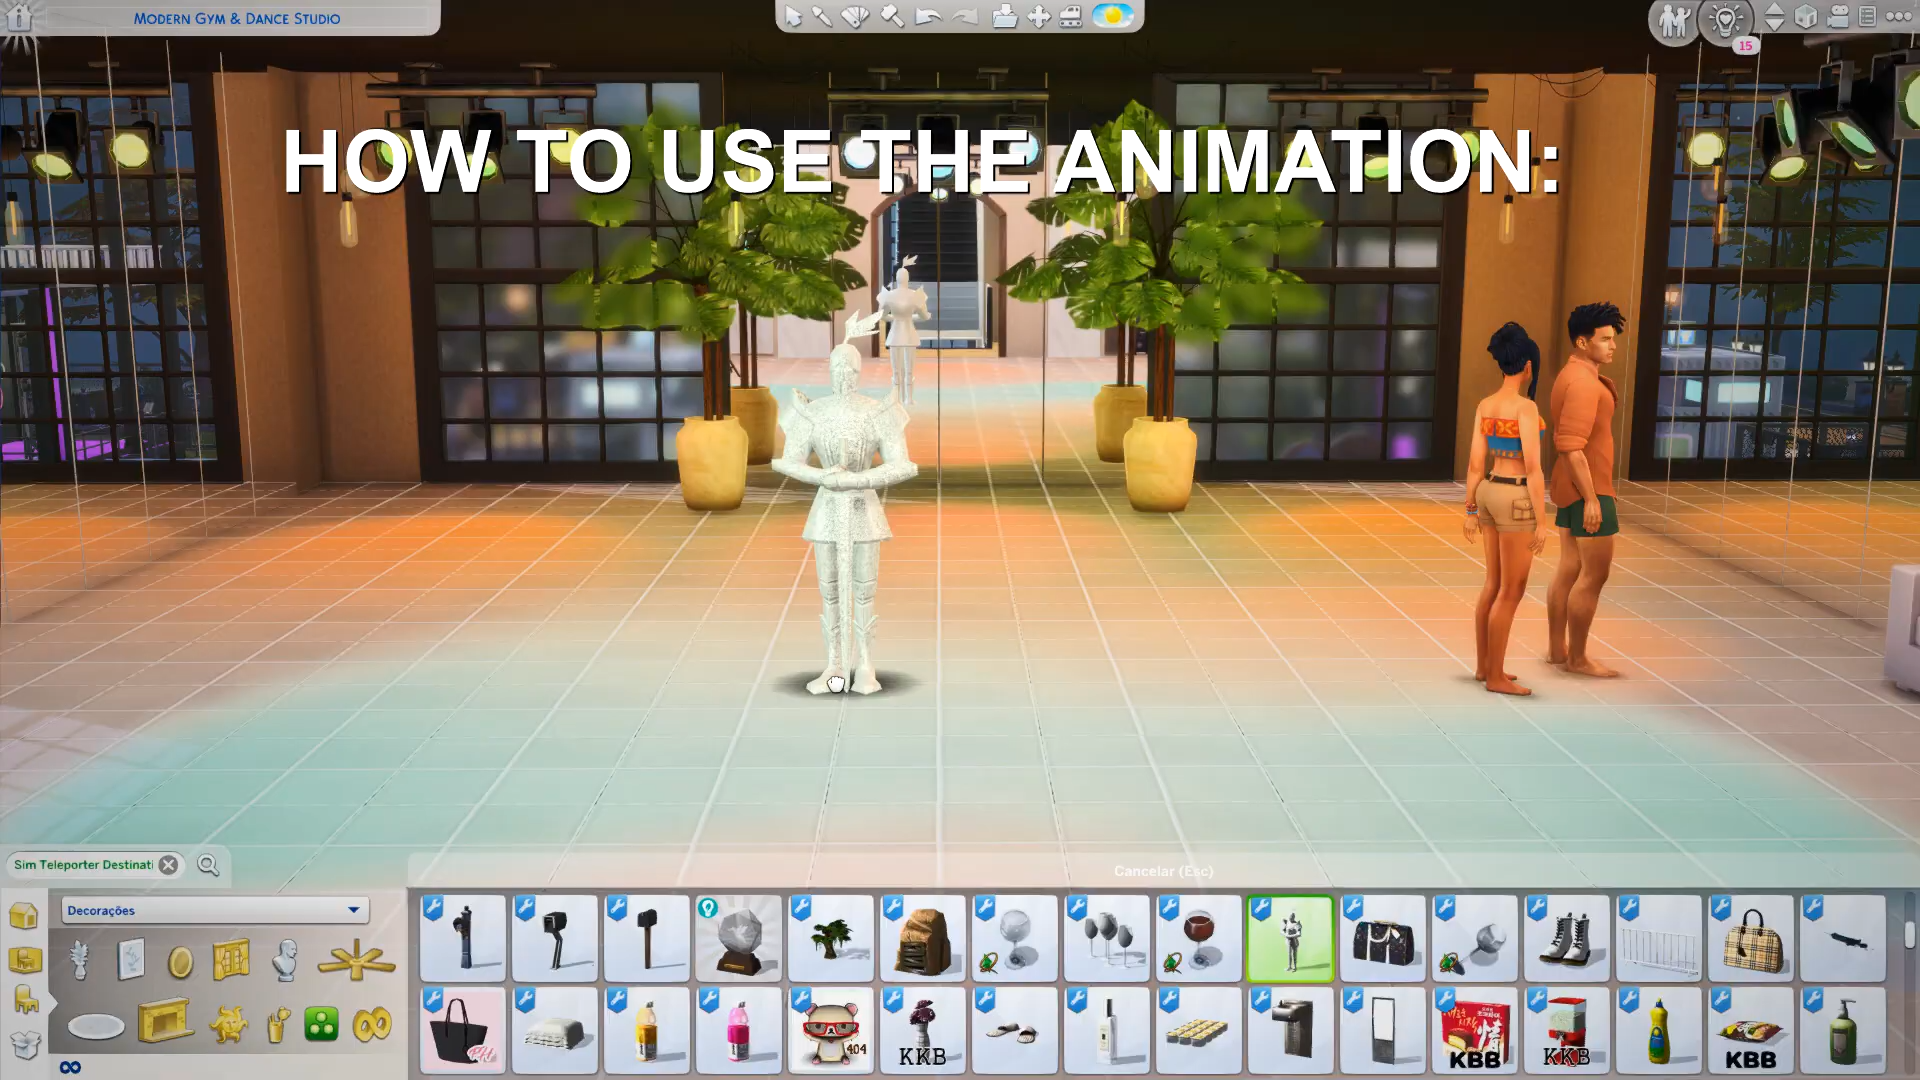 MODERN GYM & DANCE STUDIO
15
HOW TO USE THE ANIMATION:
Sim Teleporter Destinati
Cancelar (Esc)
Decorações
404
KKB
KBB
KKB
KBB